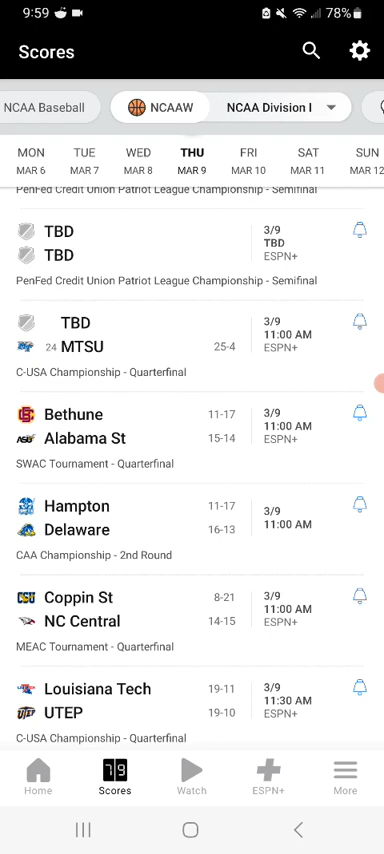 9:59 78%
Scores
NCAA Baseball NCAAW NCAA Division I
MON TUE WED THU FRI SAT SUN
MAR 6 MAR 7 MAR 8 MAR 9 MAR 10 MAR 11 MAR 12
PenFed Credit Union Patriot League Championship - Semifinal
TBD 3/9
TBD
TBD ESPN+
PenFed Credit Union Patriot League Championship - Semifinal
TBD 3/9
11:00 AM
24 MTSU 25-4 ESPN+
C-USA Championship - Quarterfinal
Bethune 11-17 3/9
11:00 AM
Alabama St 15-14 ESPN+
SWAC Tournament - Quarterfinal
Hampton 11-17 3/9
Delaware 16-13 11:00 AM
CAA Championship - 2nd Round
Coppin St 8-21 3/9
11:00 AM
NC Central 14-15 ESPN+
MEAC Tournament - Quarterfinal
Louisiana Tech 19-11 3/9
11:30 AM
UTEP 19-10 ESPN+
C-USA Championship - Quarterfinal
Home Scores Watch ESPN+ More